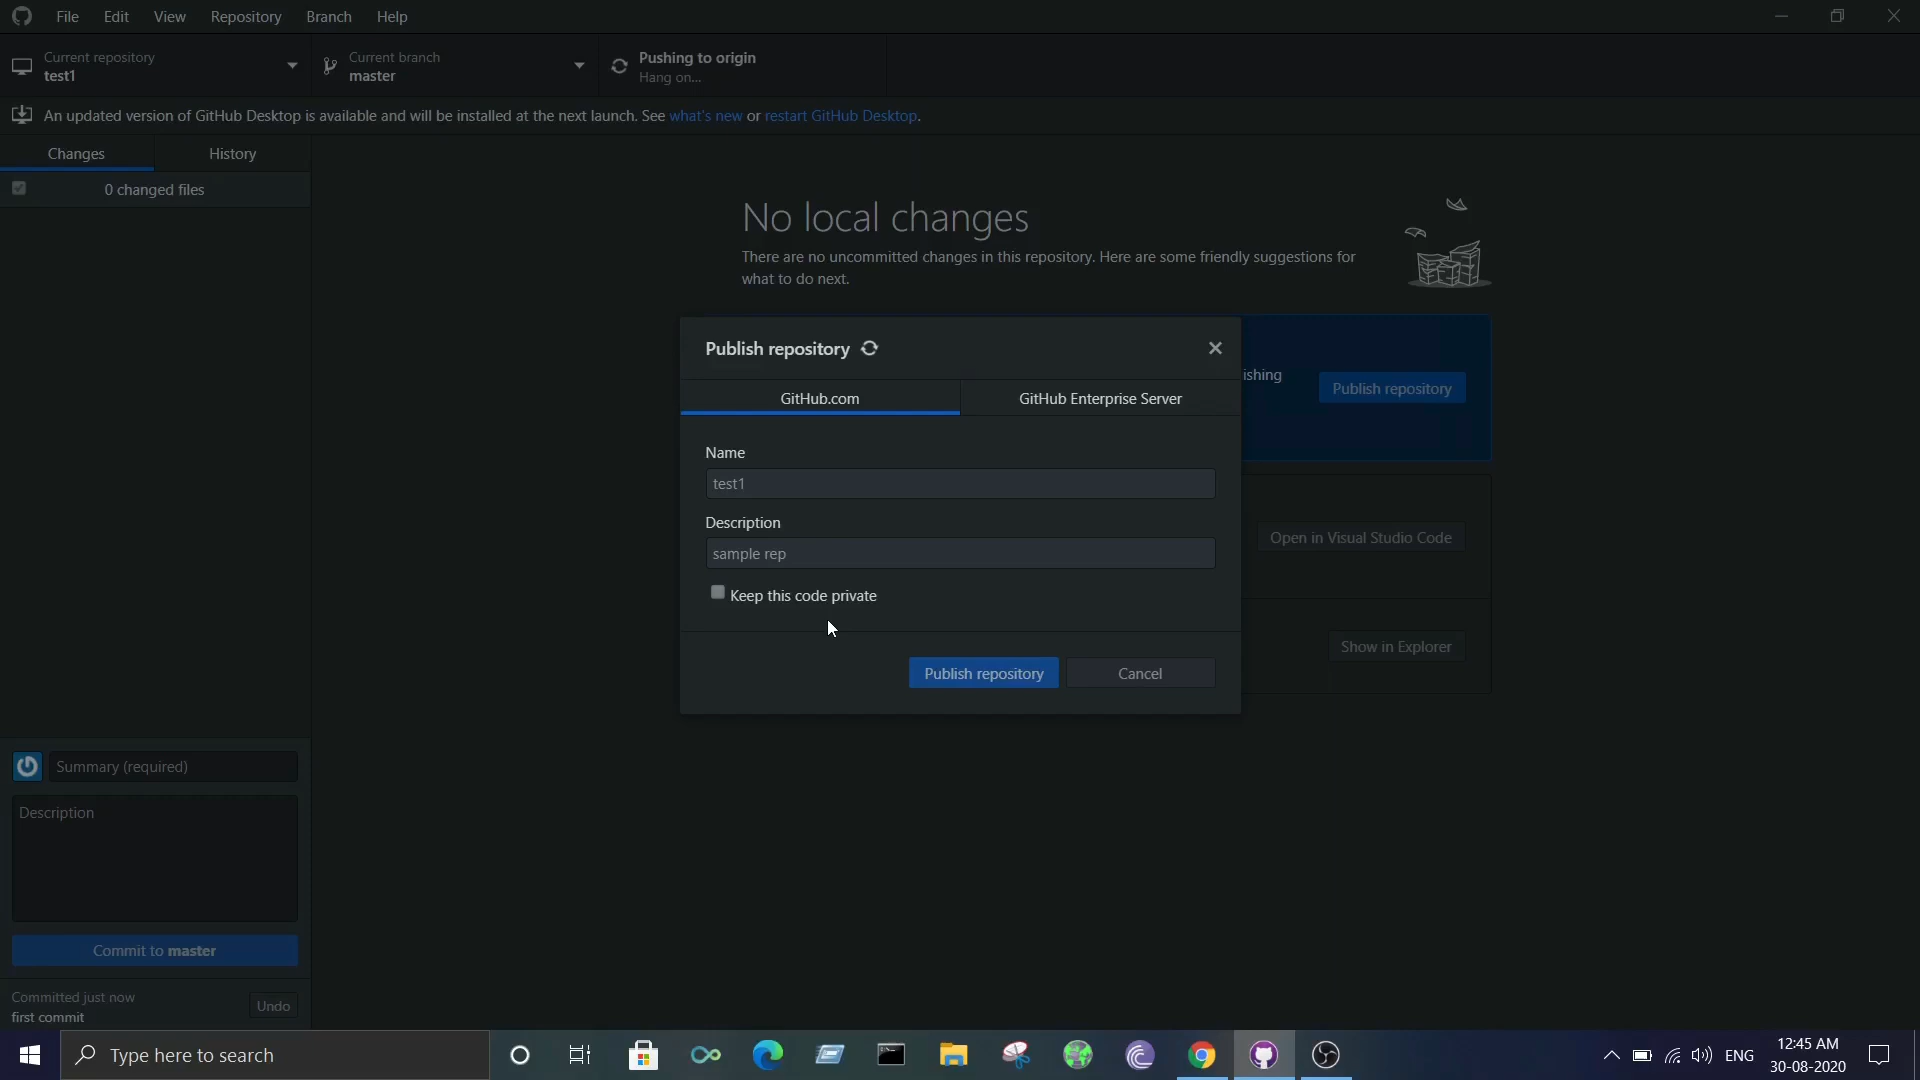 File Edit View Repository Branch Help
Current repository
test1
Current branch
master
Pushing to origin
Hang on...
An updated version of GitHub Desktop is available and will be installed at the next launch. See what's new or restart GitHub Desktop.
Changes History
0 changed files
No local changes
There are no uncommitted changes in this repository. Here are some friendly suggestions for
what to do next.
Publish repository
ishing
Publish repository
GitHub.com GitHub Enterprise Server
Name
test1
Description
sample rep
Keep this code private
Publish repository Cancel
Open in Visual Studio Code
Show in Explorer
Summary (required)
Description
Commit to master
Committed just now
first commit
Undo
Type here to search
ENG
12:45 AM
30-08-2020